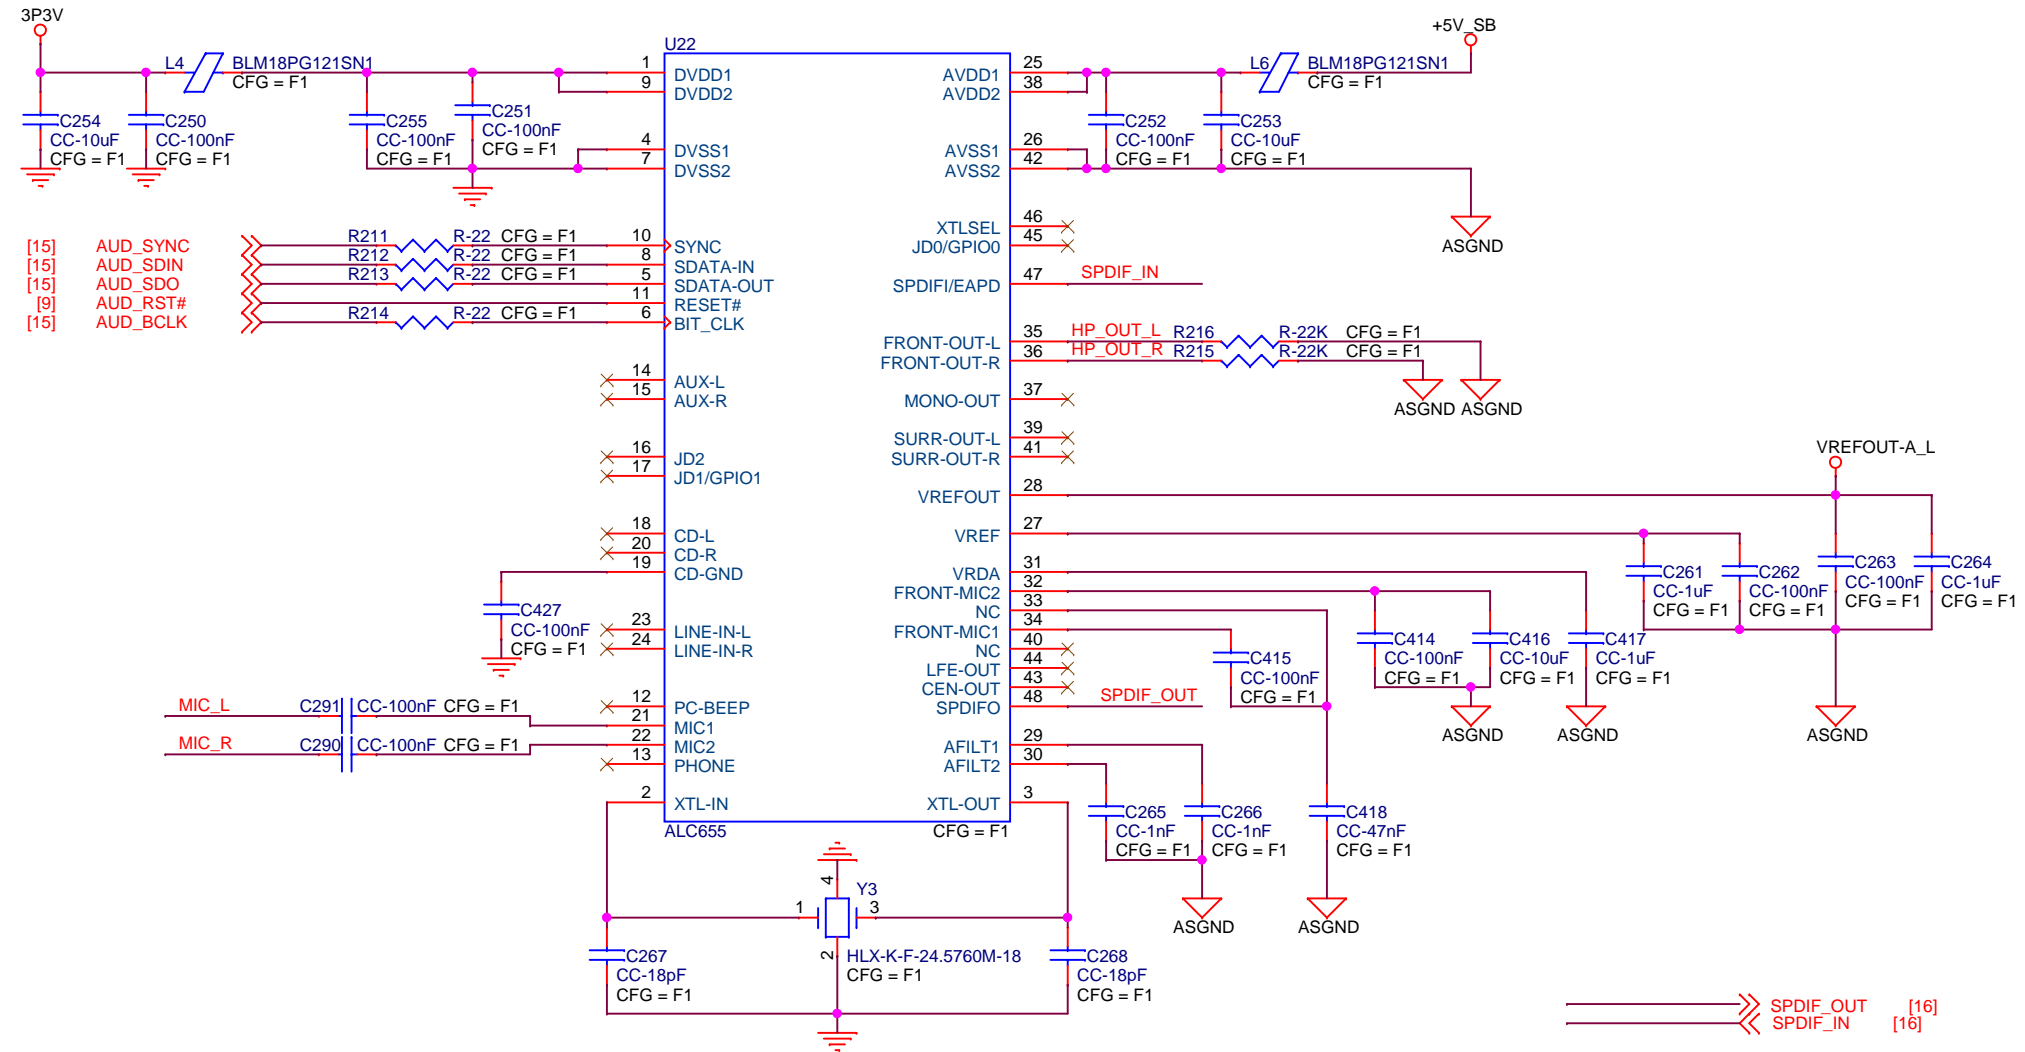 3P3V
L4 BLM18PG121SN1
CFG = F1
C254
CC-10uF
CFG = F1
C250
CC-100nF
CFG = F1
C255
CC-100nF
CFG = F1
C251
CC-100nF
CFG = F1
U22
1 DVDD1
9 DVDD2
4 DVSS1
7 DVSS2
[15] AUD_SYNC R211 R-22 CFG = F1 10 SYNC
[15] AUD_SDIN R212 R-22 CFG = F1 8 SDATA-IN
[15] AUD_SDO R213 R-22 CFG = F1 5 SDATA-OUT
[9] AUD_RST# 11 RESET#
[15] AUD_BCLK R214 R-22 CFG = F1 6 BIT_CLK
14 AUX-L
15 AUX-R
16 JD2
17 JD1/GPIO1
18 CD-L
20 CD-R
19 CD-GND
C427
CC-100nF
CFG = F1
23 LINE-IN-L
24 LINE-IN-R
12 PC-BEEP
MIC_L C291 CC-100nF CFG = F1 21 MIC1
MIC_R C290 CC-100nF CFG = F1 22 MIC2
13 PHONE
2 XTL-IN
ALC655
CFG = F1
+5V_SB
L6 BLM18PG121SN1
CFG = F1
AVDD1 25
AVDD2 38
C252
CC-100nF
CFG = F1
C253
CC-10uF
CFG = F1
AVSS1 26
AVSS2 42
ASGND
XTLSEL 46
JD0/GPIO0 45
SPDIFI/EAPD 47 SPDIF_IN
FRONT-OUT-L 35 HP_OUT_L R216 R-22K CFG = F1
FRONT-OUT-R 36 HP_OUT_R R215 R-22K CFG = F1
ASGND ASGND
MONO-OUT 37
SURR-OUT-L 39
SURR-OUT-R 41
VREFOUT-A_L
VREFOUT 28
VREF 27
VRDA 31
FRONT-MIC2 32
NC 33
FRONT-MIC1 34
NC 40
LFE-OUT 44
CEN-OUT 43
SPDIFO 48 SPDIF_OUT
AFILT1 29
AFILT2 30
XTL-OUT 3
C261
CC-1uF
CFG = F1
C262
CC-100nF
CFG = F1
C263
CC-100nF
CFG = F1
C264
CC-1uF
CFG = F1
C415
CC-100nF
CFG = F1
C414
CC-100nF
CFG = F1
C416
CC-10uF
CFG = F1
C417
CC-1uF
CFG = F1
ASGND
ASGND
ASGND
C265
CC-1nF
CFG = F1
C266
CC-1nF
CFG = F1
C418
CC-47nF
CFG = F1
ASGND
ASGND
4
Y3
1 3
2
HLX-K-F-24.5760M-18
CFG = F1
C267
CC-18pF
CFG = F1
C268
CC-18pF
CFG = F1
SPDIF_OUT [16]
SPDIF_IN [16]